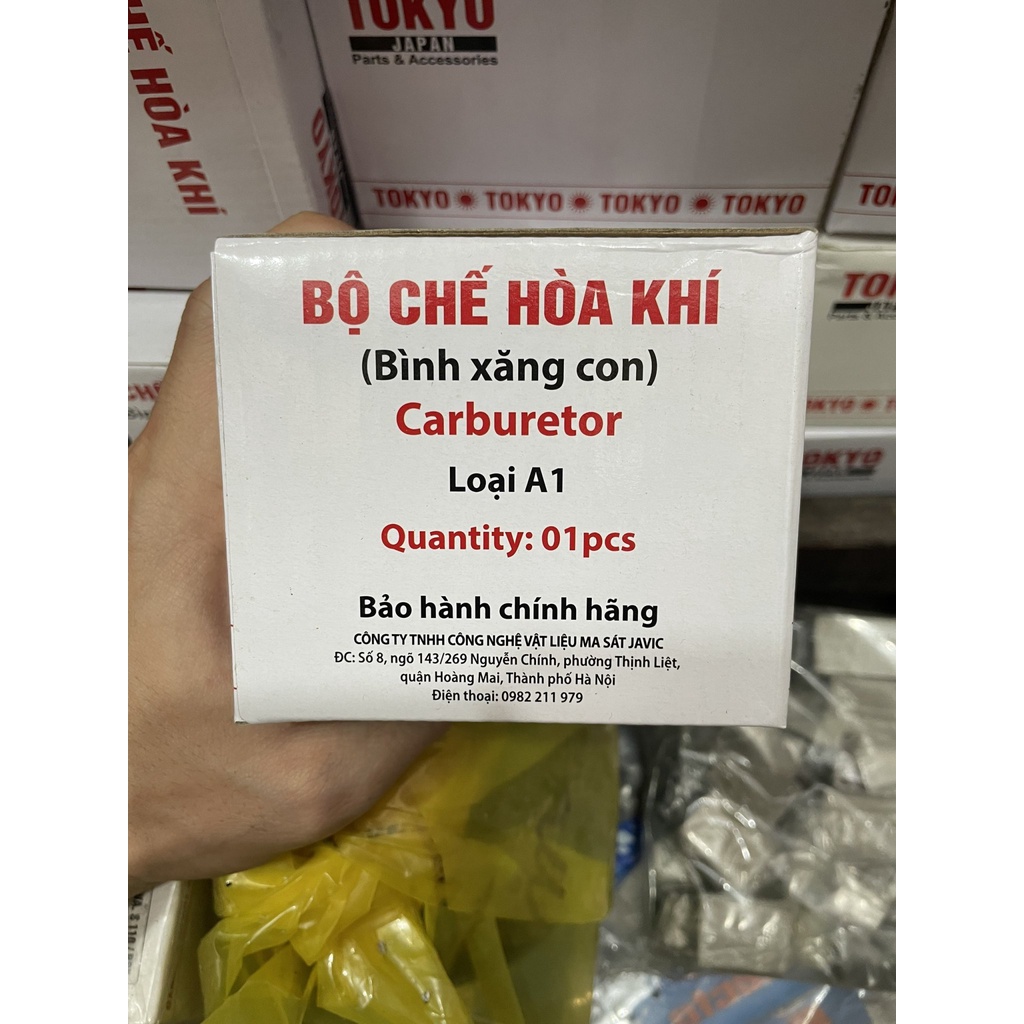 TOKYO
JAPAN
Parts & Accessories
HÒA KHÍ
TOKYO TOKYO TOKYO TOKYO
BỘ CHẾ HÒA KHÍ
(Bình xăng con)
Carburetor
Loại A1
Quantity: 01pcs
Bảo hành chính hãng
CÔNG TY TNHH CÔNG NGHỆ VẬT LIỆU MA SÁT JAVIC
ĐC: Số 8, ngõ 143/269 Nguyễn Chính, phường Thịnh Liệt,
quận Hoàng Mai, Thành phố Hà Nội
Điện thoại: 0982 211 979